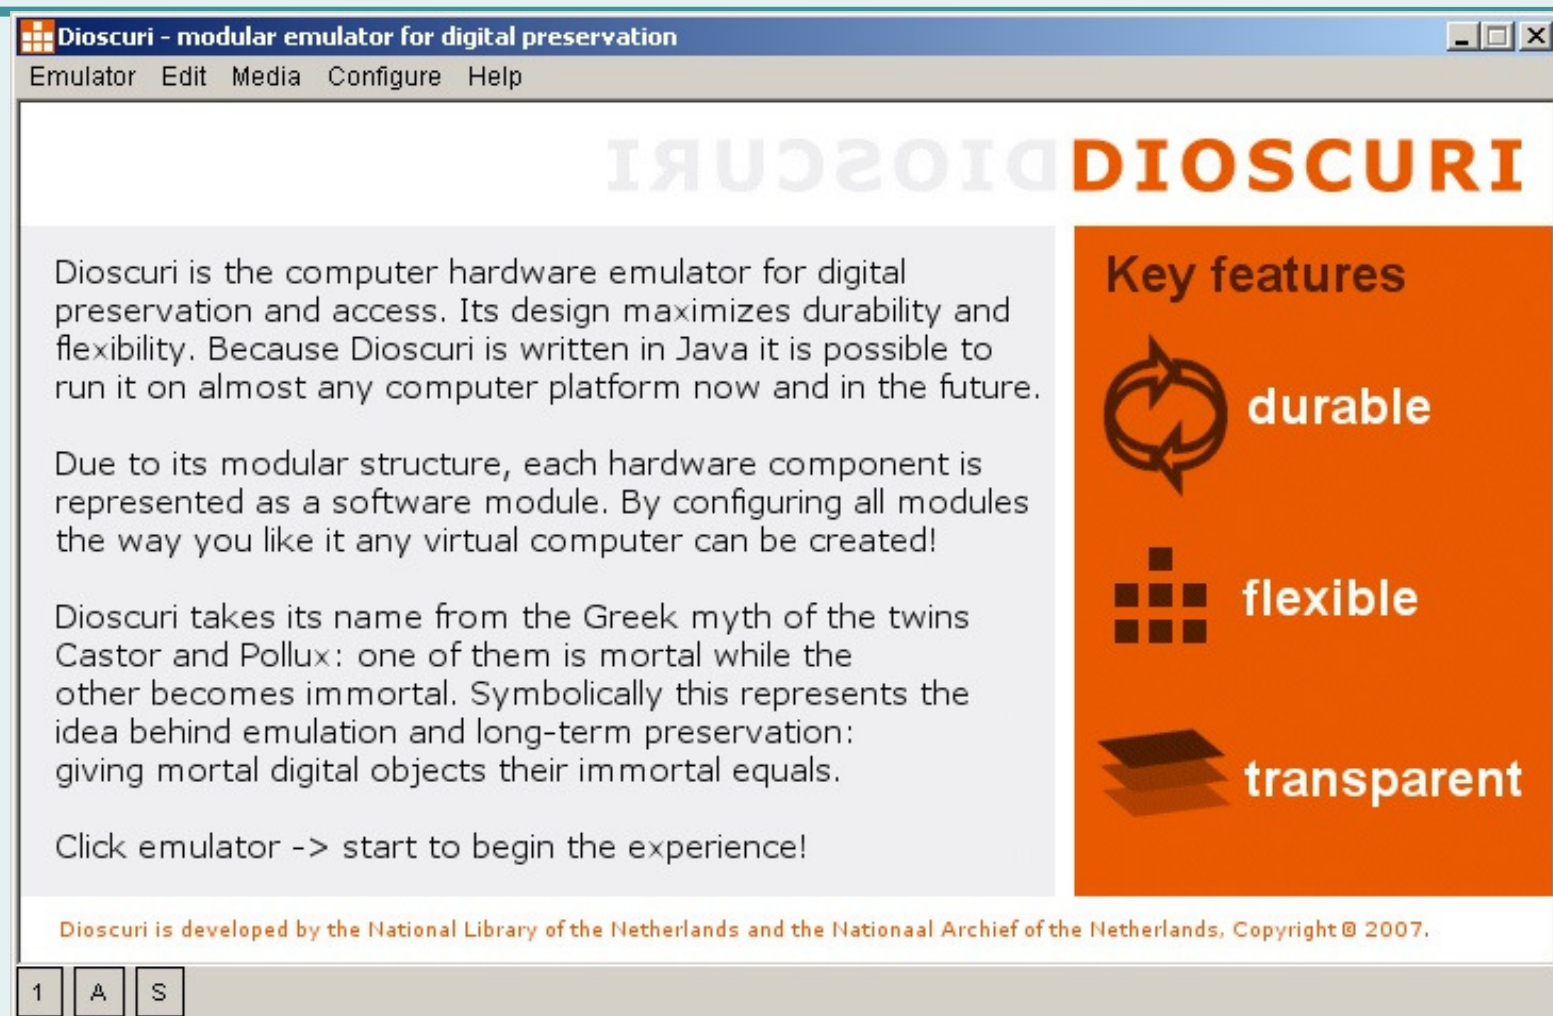 Dioscuri - modular emulator for digital preservation
Emulator Edit Media Configure Help
DIOSCURI DIOSCURI
Dioscuri is the computer hardware emulator for digital
preservation and access. Its design maximizes durability and
flexibility. Because Dioscuri is written in Java it is possible to
run it on almost any computer platform now and in the future.
Due to its modular structure, each hardware component is
represented as a software module. By configuring all modules
the way you like it any virtual computer can be created!
Dioscuri takes its name from the Greek myth of the twins
Castor and Pollux: one of them is mortal while the
other becomes immortal. Symbolically this represents the
idea behind emulation and long-term preservation:
giving mortal digital objects their immortal equals.
Click emulator -> start to begin the experience!
Key features
durable
flexible
transparent
Dioscuri is developed by the National Library of the Netherlands and the Nationaal Archief of the Netherlands, Copyright © 2007.
1 A S